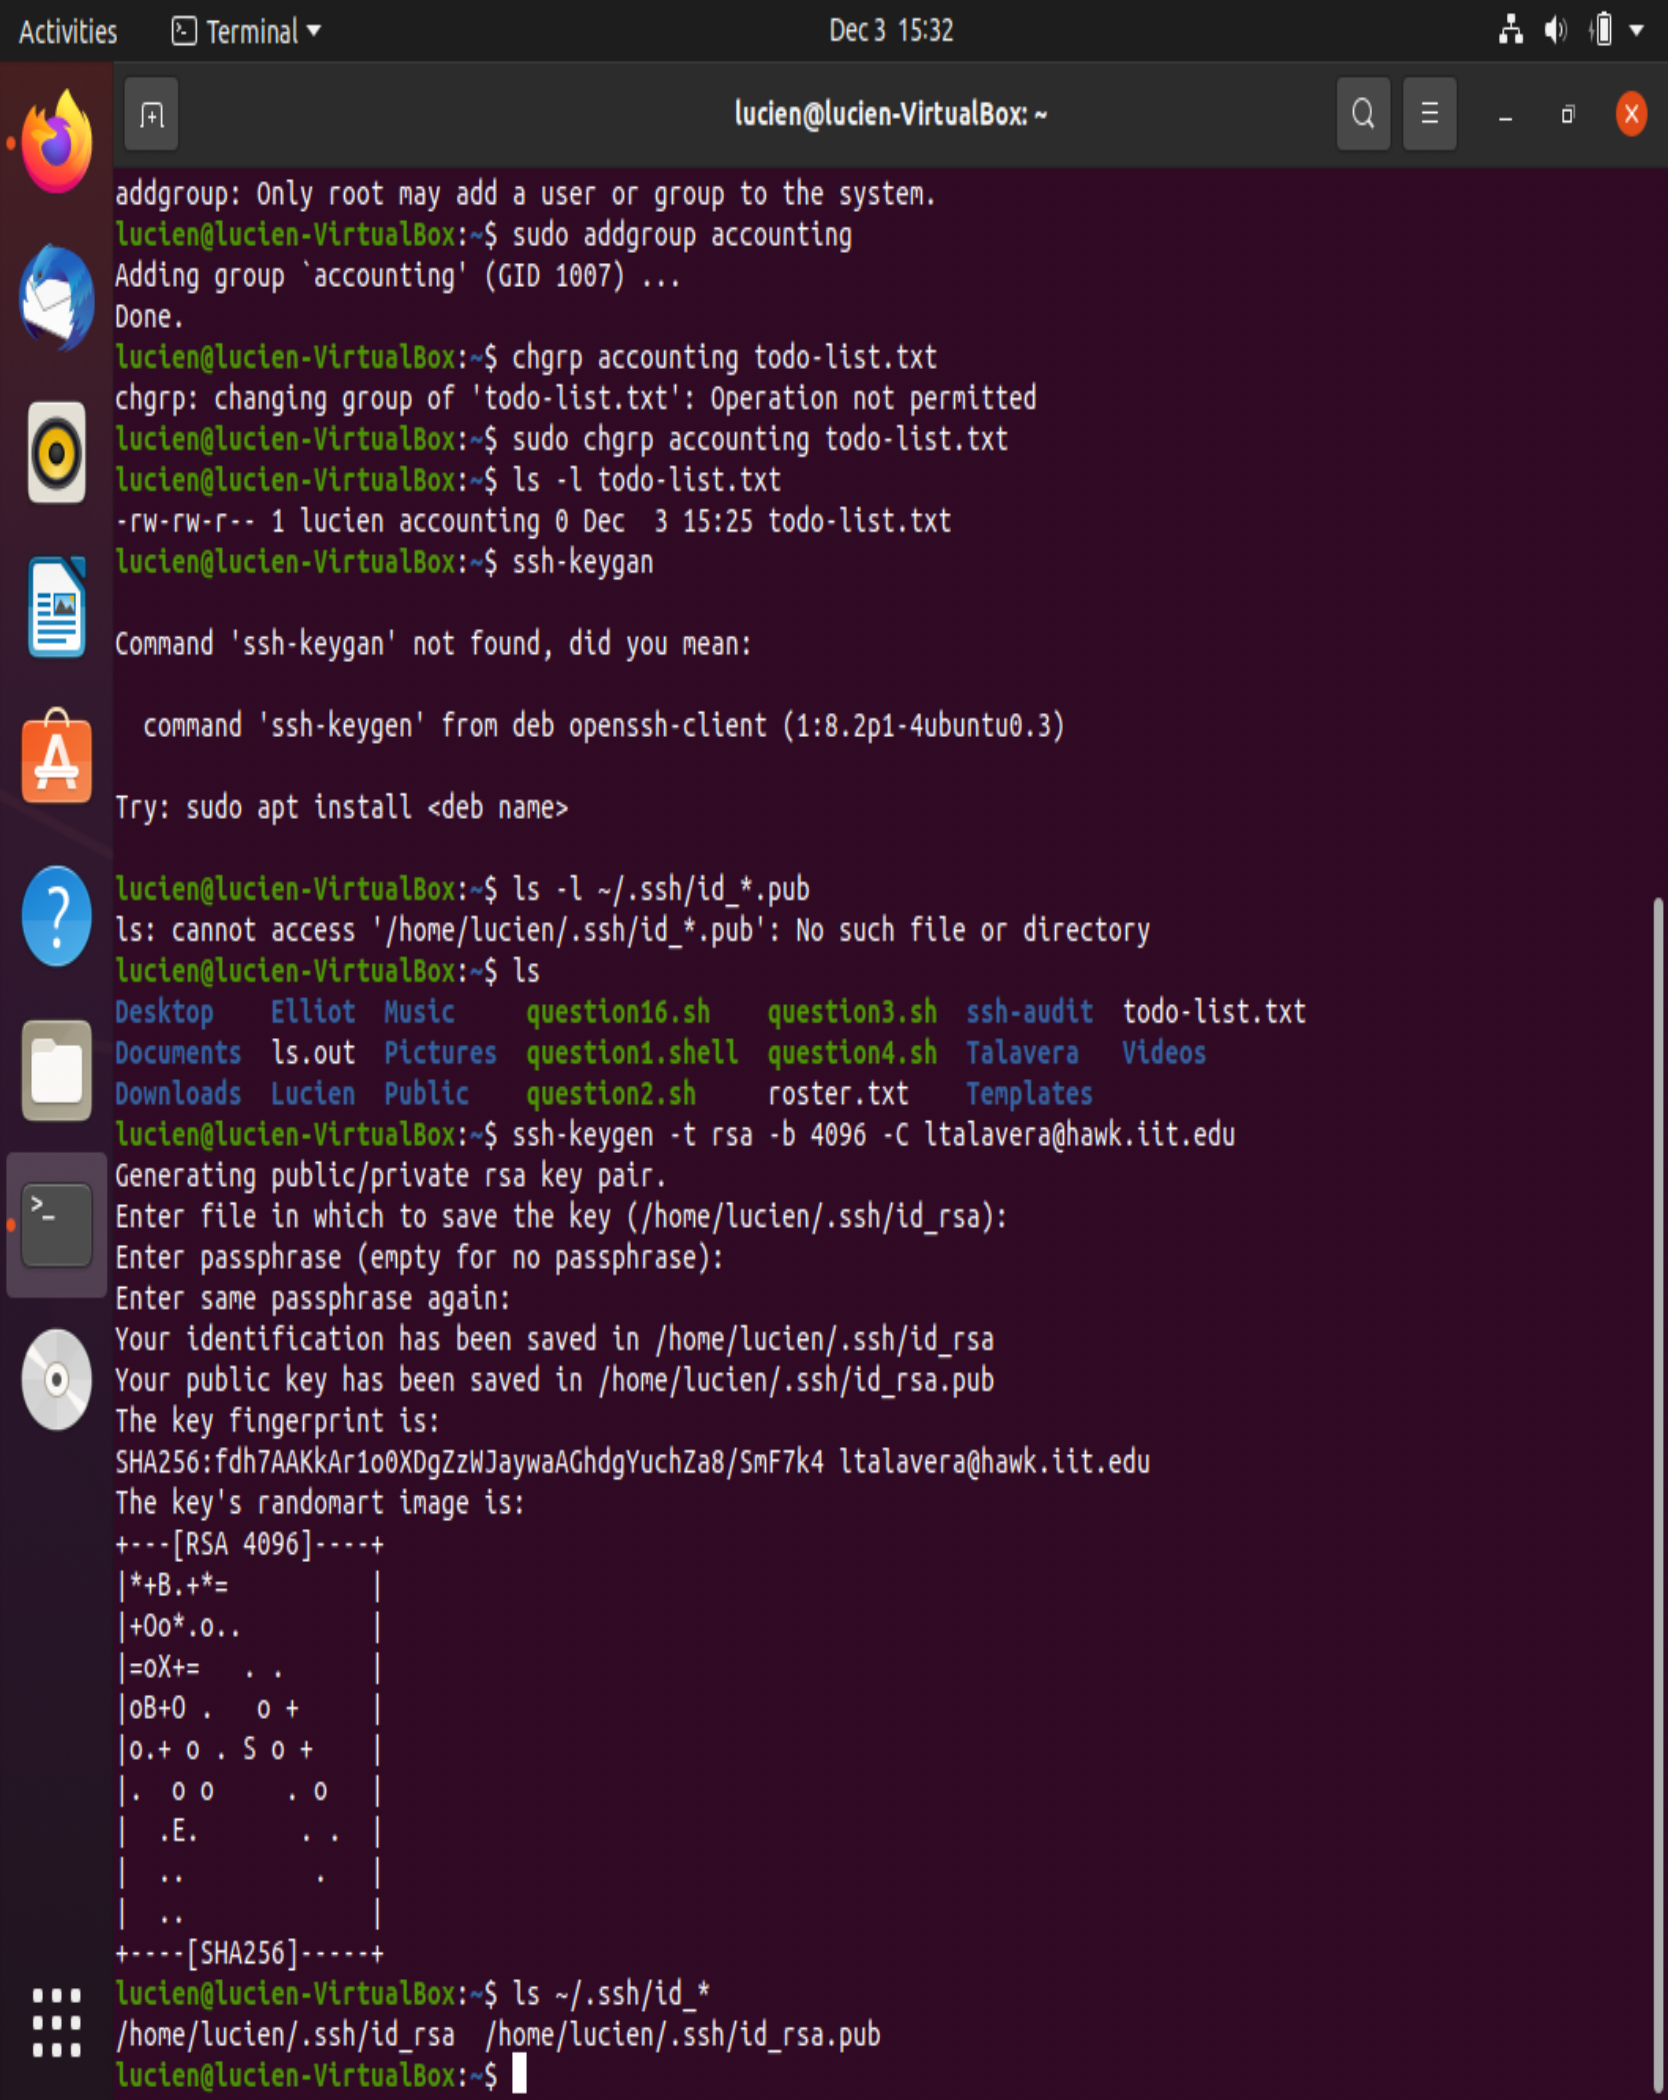 Activities Terminal Dec 3 15:32
lucien@lucien-VirtualBox: ~
addgroup: Only root may add a user or group to the system.
lucien@lucien-VirtualBox:~$ sudo addgroup accounting
Adding group `accounting' (GID 1007) ...
Done.
lucien@lucien-VirtualBox:~$ chgrp accounting todo-list.txt
chgrp: changing group of 'todo-list.txt': Operation not permitted
lucien@lucien-VirtualBox:~$ sudo chgrp accounting todo-list.txt
lucien@lucien-VirtualBox:~$ ls -l todo-list.txt
-rw-rw-r-- 1 lucien accounting 0 Dec  3 15:25 todo-list.txt
lucien@lucien-VirtualBox:~$ ssh-keygan
Command 'ssh-keygan' not found, did you mean:
  command 'ssh-keygen' from deb openssh-client (1:8.2p1-4ubuntu0.3)
Try: sudo apt install <deb name>
lucien@lucien-VirtualBox:~$ ls -l ~/.ssh/id_*.pub
ls: cannot access '/home/lucien/.ssh/id_*.pub': No such file or directory
lucien@lucien-VirtualBox:~$ ls
Desktop    Elliot  Music     question16.sh    question3.sh  ssh-audit  todo-list.txt
Documents  ls.out  Pictures  question1.shell  question4.sh  Talavera   Videos
Downloads  Lucien  Public    question2.sh     roster.txt    Templates
lucien@lucien-VirtualBox:~$ ssh-keygen -t rsa -b 4096 -C ltalavera@hawk.iit.edu
Generating public/private rsa key pair.
Enter file in which to save the key (/home/lucien/.ssh/id_rsa):
Enter passphrase (empty for no passphrase):
Enter same passphrase again:
Your identification has been saved in /home/lucien/.ssh/id_rsa
Your public key has been saved in /home/lucien/.ssh/id_rsa.pub
The key fingerprint is:
SHA256:fdh7AAKkAr1o0XDgZzWJaywaAGhdgYuchZa8/SmF7k4 ltalavera@hawk.iit.edu
The key's randomart image is:
+---[RSA 4096]----+
|*+B.+*=          |
|+Oo*.o..         |
|=oX+=   . .      |
|oB+O .   o +     |
|o.+ o . S o +    |
|.  o o     . o   |
|  .E.       . .  |
|  ..         .   |
|  ..             |
+----[SHA256]-----+
lucien@lucien-VirtualBox:~$ ls ~/.ssh/id_*
/home/lucien/.ssh/id_rsa  /home/lucien/.ssh/id_rsa.pub
lucien@lucien-VirtualBox:~$